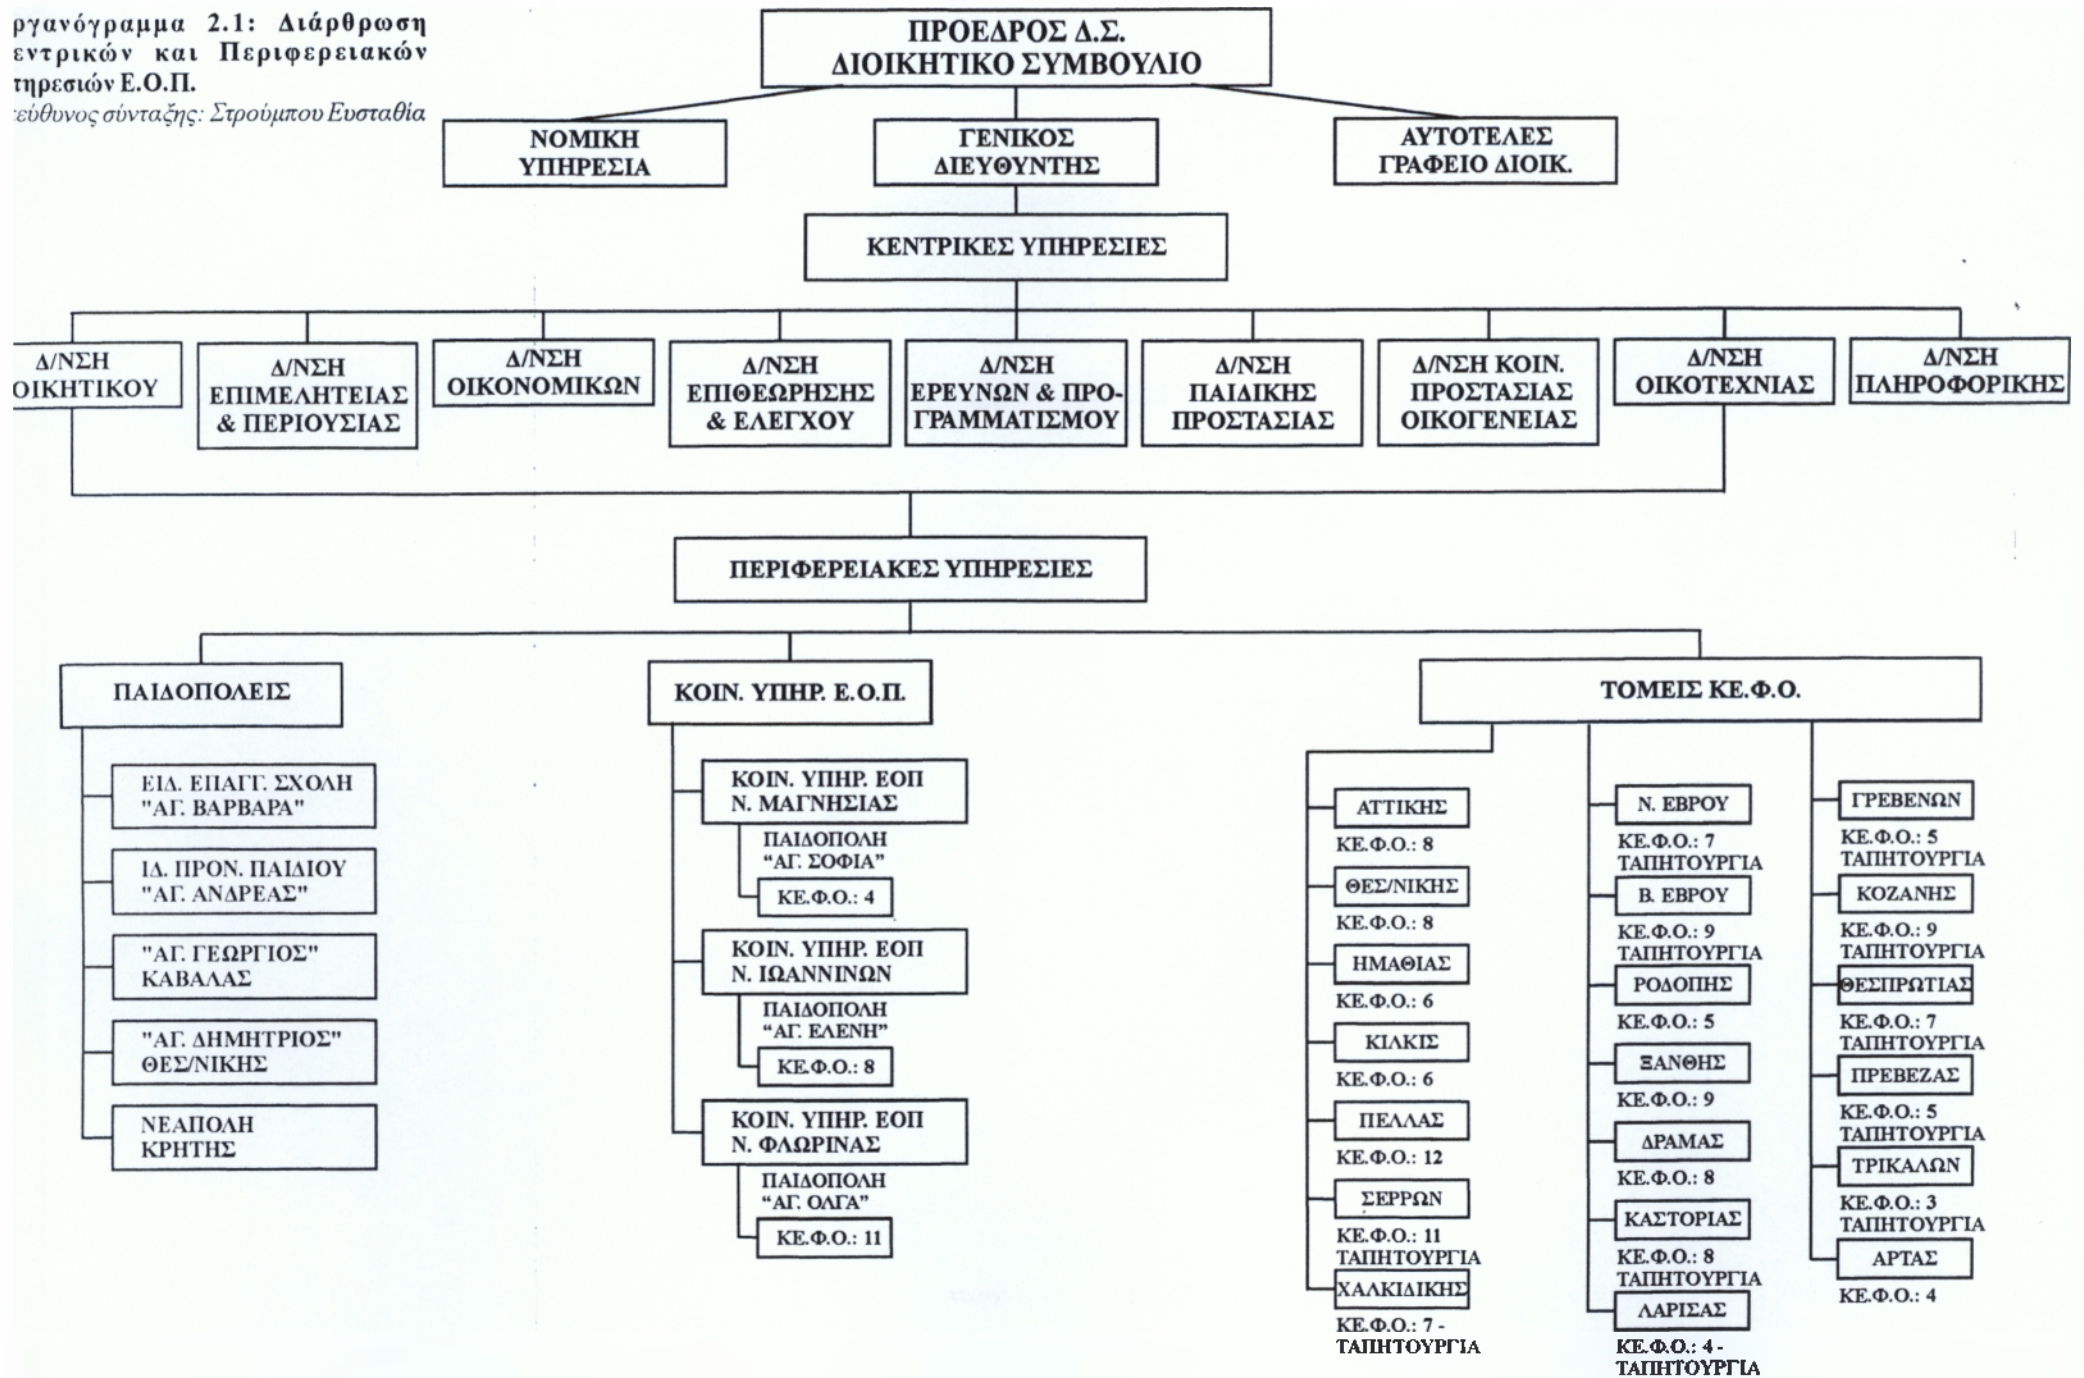 ργανόγραμμα 2.1: Διάρθρωση
εντρικών και Περιφερειακών
πηρεσιών Ε.Ο.Π.
εύθυνος σύνταξης: Στρούμπου Ευσταθία
ΠΡΟΕΔΡΟΣ Δ.Σ.
ΔΙΟΙΚΗΤΙΚΟ ΣΥΜΒΟΥΛΙΟ
ΝΟΜΙΚΗ
ΥΠΗΡΕΣΙΑ
ΓΕΝΙΚΟΣ
ΔΙΕΥΘΥΝΤΗΣ
ΑΥΤΟΤΕΛΕΣ
ΓΡΑΦΕΙΟ ΔΙΟΙΚ.
ΚΕΝΤΡΙΚΕΣ ΥΠΗΡΕΣΙΕΣ
Δ/ΝΣΗ
ΟΙΚΗΤΙΚΟΥ
Δ/ΝΣΗ
ΕΠΙΜΕΛΗΤΕΙΑΣ
& ΠΕΡΙΟΥΣΙΑΣ
Δ/ΝΣΗ
ΟΙΚΟΝΟΜΙΚΩΝ
Δ/ΝΣΗ
ΕΠΙΘΕΩΡΗΣΗΣ
& ΕΛΕΓΧΟΥ
Δ/ΝΣΗ
ΕΡΕΥΝΩΝ & ΠΡΟ-
ΓΡΑΜΜΑΤΙΣΜΟΥ
Δ/ΝΣΗ
ΠΑΙΔΙΚΗΣ
ΠΡΟΣΤΑΣΙΑΣ
Δ/ΝΣΗ ΚΟΙΝ.
ΠΡΟΣΤΑΣΙΑΣ
ΟΙΚΟΓΕΝΕΙΑΣ
Δ/ΝΣΗ
ΟΙΚΟΤΕΧΝΙΑΣ
Δ/ΝΣΗ
ΠΛΗΡΟΦΟΡΙΚΗΣ
ΠΕΡΙΦΕΡΕΙΑΚΕΣ ΥΠΗΡΕΣΙΕΣ
ΠΑΙΔΟΠΟΛΕΙΣ
ΕΙΔ. ΕΠΑΓΓ. ΣΧΟΛΗ
"ΑΓ. ΒΑΡΒΑΡΑ"
ΙΔ. ΠΡΟΝ. ΠΑΙΔΙΟΥ
"ΑΓ. ΑΝΔΡΕΑΣ"
"ΑΓ. ΓΕΩΡΓΙΟΣ"
ΚΑΒΑΛΑΣ
"ΑΓ. ΔΗΜΗΤΡΙΟΣ"
ΘΕΣ/ΝΙΚΗΣ
ΝΕΑΠΟΛΗ
ΚΡΗΤΗΣ
ΚΟΙΝ. ΥΠΗΡ. Ε.Ο.Π.
ΚΟΙΝ. ΥΠΗΡ. ΕΟΠ
Ν. ΜΑΓΝΗΣΙΑΣ
ΠΑΙΔΟΠΟΛΗ
“ΑΓ. ΣΟΦΙΑ”
ΚΕ.Φ.Ο.: 4
ΚΟΙΝ. ΥΠΗΡ. ΕΟΠ
Ν. ΙΩΑΝΝΙΝΩΝ
ΠΑΙΔΟΠΟΛΗ
“ΑΓ. ΕΛΕΝΗ”
ΚΕ.Φ.Ο.: 8
ΚΟΙΝ. ΥΠΗΡ. ΕΟΠ
Ν. ΦΛΩΡΙΝΑΣ
ΠΑΙΔΟΠΟΛΗ
“ΑΓ. ΟΛΓΑ”
ΚΕ.Φ.Ο.: 11
ΤΟΜΕΙΣ ΚΕ.Φ.Ο.
ΑΤΤΙΚΗΣ
ΚΕ.Φ.Ο.: 8
ΘΕΣ/ΝΙΚΗΣ
ΚΕ.Φ.Ο.: 8
ΗΜΑΘΙΑΣ
ΚΕ.Φ.Ο.: 6
ΚΙΛΚΙΣ
ΚΕ.Φ.Ο.: 6
ΠΕΛΛΑΣ
ΚΕ.Φ.Ο.: 12
ΣΕΡΡΩΝ
ΚΕ.Φ.Ο.: 11
ΤΑΠΗΤΟΥΡΓΙΑ
ΧΑΛΚΙΔΙΚΗΣ
ΚΕ.Φ.Ο.: 7 -
ΤΑΠΗΤΟΥΡΓΙΑ
Ν. ΕΒΡΟΥ
ΚΕ.Φ.Ο.: 7
ΤΑΠΗΤΟΥΡΓΙΑ
Β. ΕΒΡΟΥ
ΚΕ.Φ.Ο.: 9
ΤΑΠΗΤΟΥΡΓΙΑ
ΡΟΔΟΠΗΣ
ΚΕ.Φ.Ο.: 5
ΞΑΝΘΗΣ
ΚΕ.Φ.Ο.: 9
ΔΡΑΜΑΣ
ΚΕ.Φ.Ο.: 8
ΚΑΣΤΟΡΙΑΣ
ΚΕ.Φ.Ο.: 8
ΤΑΠΗΤΟΥΡΓΙΑ
ΛΑΡΙΣΑΣ
ΚΕ.Φ.Ο.: 4 -
ΤΑΠΗΤΟΥΡΓΙΑ
ΓΡΕΒΕΝΩΝ
ΚΕ.Φ.Ο.: 5
ΤΑΠΗΤΟΥΡΓΙΑ
ΚΟΖΑΝΗΣ
ΚΕ.Φ.Ο.: 9
ΤΑΠΗΤΟΥΡΓΙΑ
ΘΕΣΠΡΩΤΙΑΣ
ΚΕ.Φ.Ο.: 7
ΤΑΠΗΤΟΥΡΓΙΑ
ΠΡΕΒΕΖΑΣ
ΚΕ.Φ.Ο.: 5
ΤΑΠΗΤΟΥΡΓΙΑ
ΤΡΙΚΑΛΩΝ
ΚΕ.Φ.Ο.: 3
ΤΑΠΗΤΟΥΡΓΙΑ
ΑΡΤΑΣ
ΚΕ.Φ.Ο.: 4